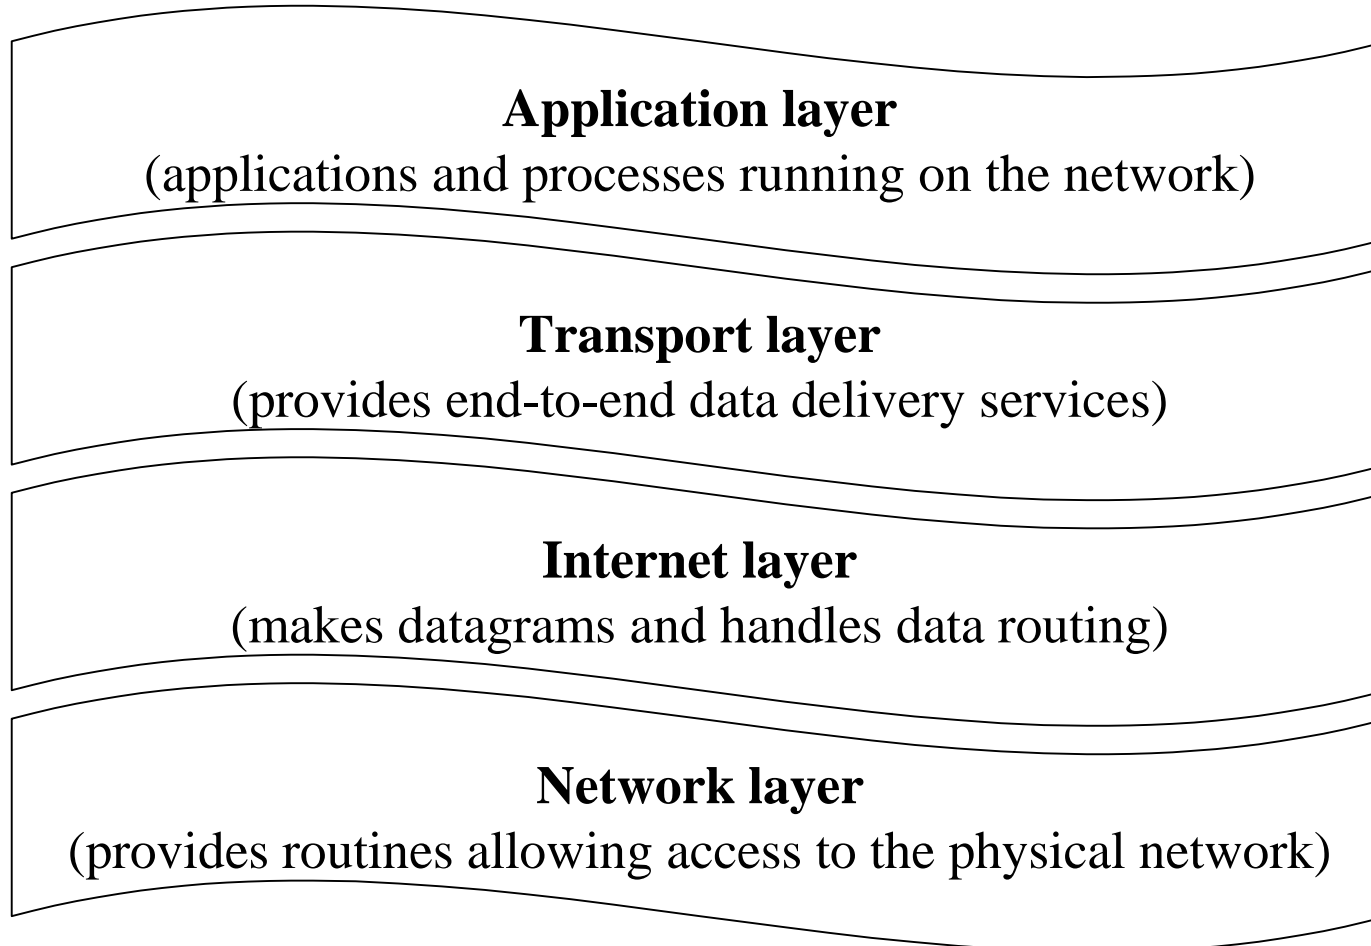 Application layer
(applications and processes running on the network)
Transport layer
(provides end-to-end data delivery services)
Internet layer
(makes datagrams and handles data routing)
Network layer
(provides routines allowing access to the physical network)